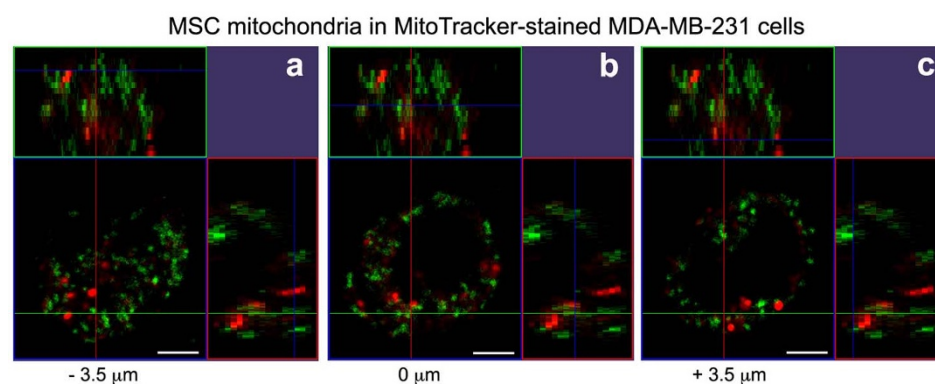 MSC mitochondria in MitoTracker-stained MDA-MB-231 cells
a
b
c
- 3.5 μm
0 μm
+ 3.5 μm